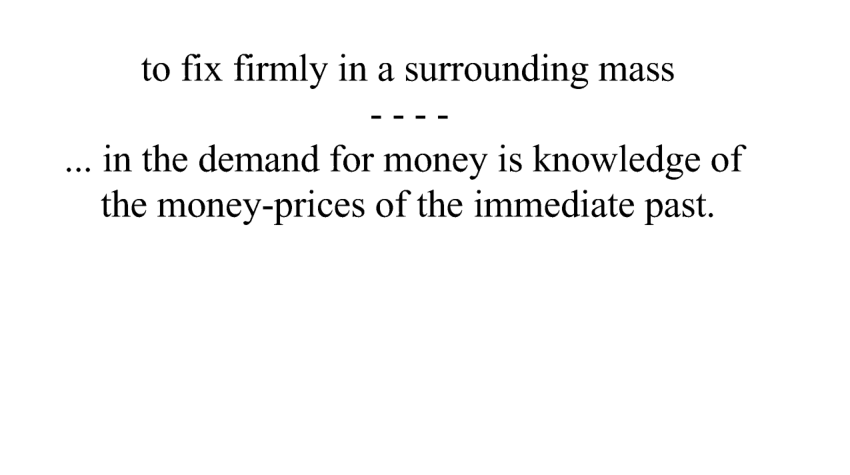 to fix firmly in a surrounding mass
- - - -
... in the demand for money is knowledge of
the money-prices of the immediate past.